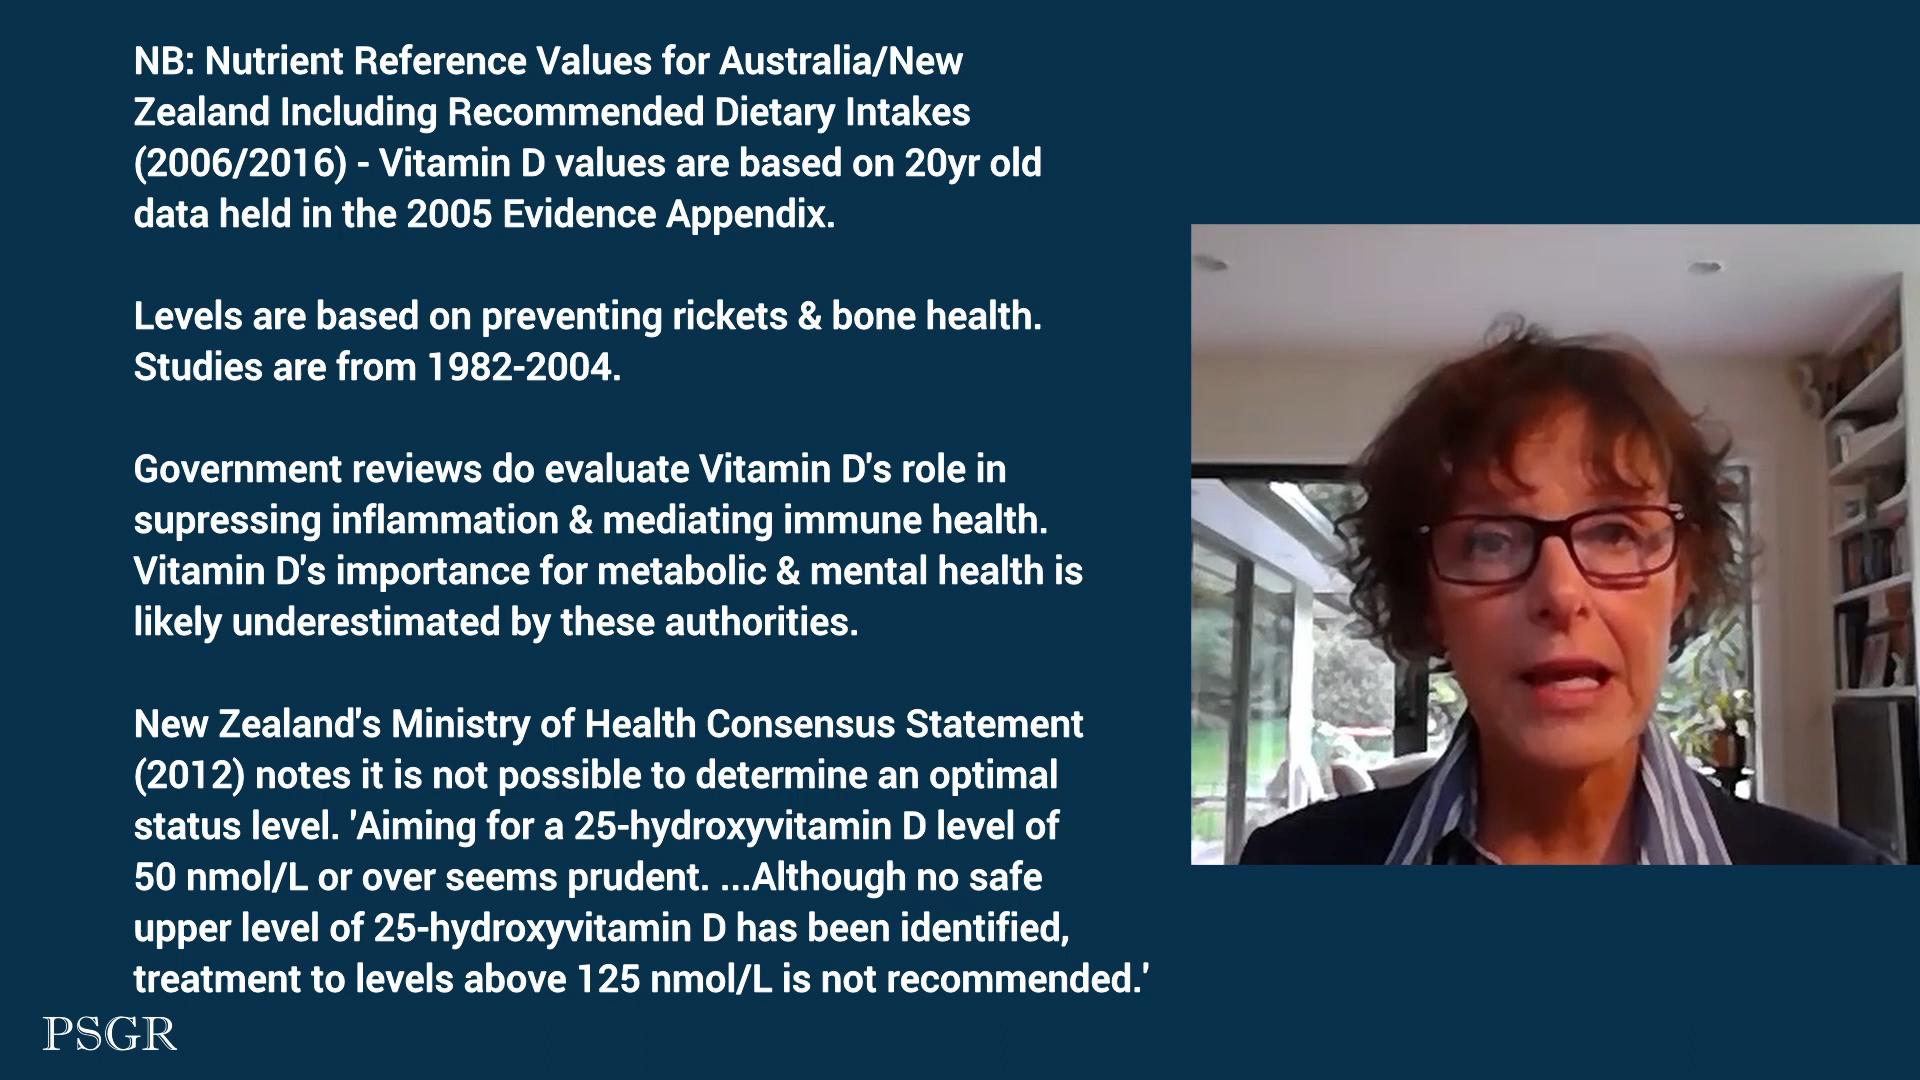 NB: Nutrient Reference Values for Australia/New
Zealand Including Recommended Dietary Intakes
(2006/2016) - Vitamin D values are based on 20yr old
data held in the 2005 Evidence Appendix.
Levels are based on preventing rickets & bone health.
Studies are from 1982-2004.
Government reviews do evaluate Vitamin D's role in
supressing inflammation & mediating immune health.
Vitamin D's importance for metabolic & mental health is
likely underestimated by these authorities.
New Zealand's Ministry of Health Consensus Statement
(2012) notes it is not possible to determine an optimal
status level. 'Aiming for a 25-hydroxyvitamin D level of
50 nmol/L or over seems prudent. ...Although no safe
upper level of 25-hydroxyvitamin D has been identified,
treatment to levels above 125 nmol/L is not recommended.'
PSGR